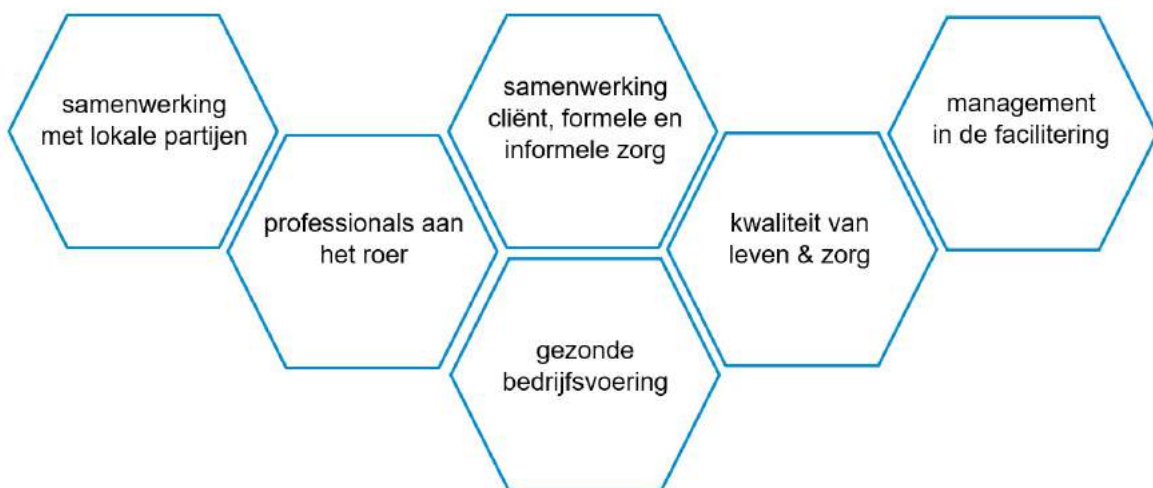 samenwerking
met lokale partijen
samenwerking
cliënt, formele en
informele zorg
management
in de facilitering
professionals aan
het roer
kwaliteit van
leven & zorg
gezonde
bedrijfsvoering